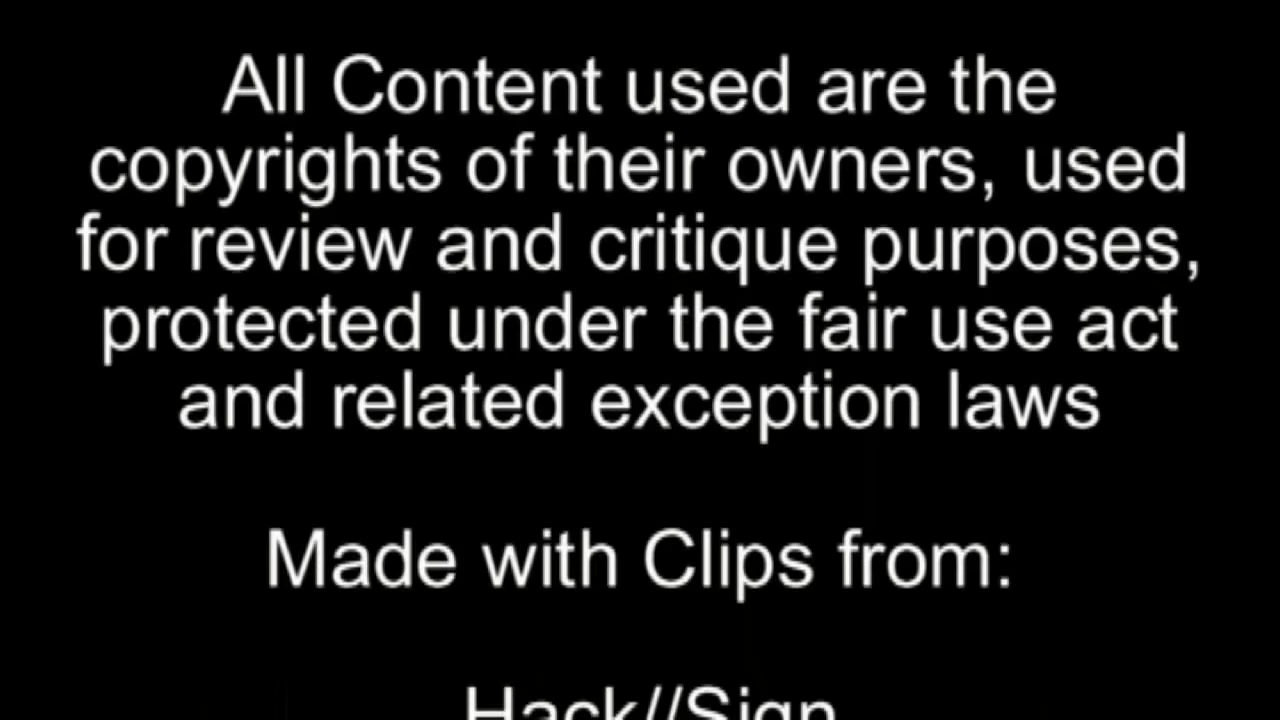 All Content used are the
copyrights of their owners, used
for review and critique purposes,
protected under the fair use act
and related exception laws
Made with Clips from:
Hack//Sign